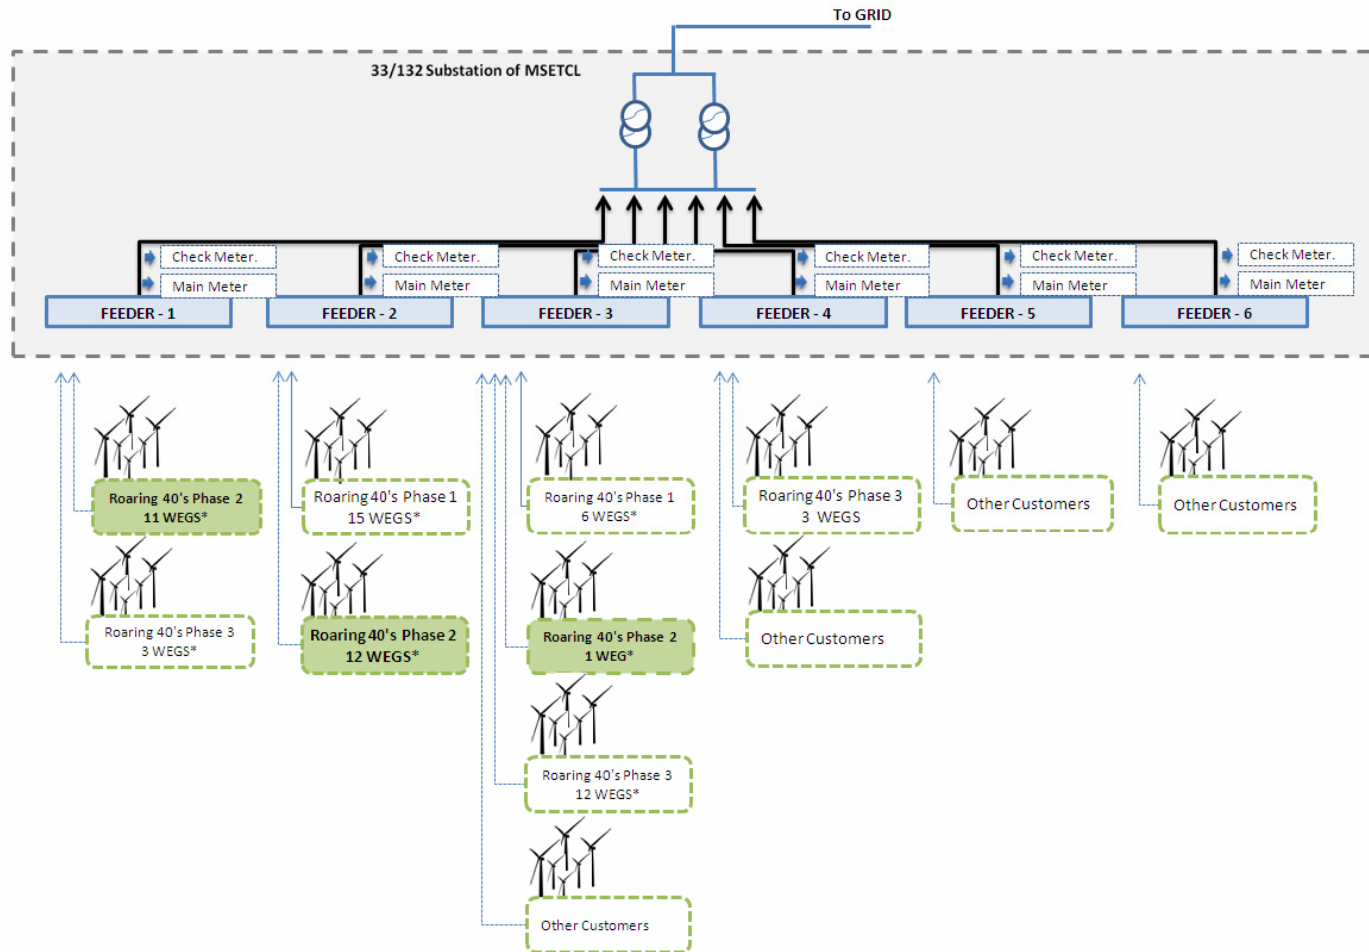 To GRID
33/132 Substation of MSETCL
Check Meter.
Main Meter
FEEDER - 1
Check Meter.
Main Meter
FEEDER - 2
Check Meter.
Main Meter
FEEDER - 3
Check Meter.
Main Meter
FEEDER - 4
Check Meter.
Main Meter
FEEDER - 5
Check Meter.
Main Meter
FEEDER - 6
Roaring 40's Phase 2
11 WEGS*
Roaring 40's Phase 3
3 WEGS*
Roaring 40's Phase 1
15 WEGS*
Roaring 40's Phase 2
12 WEGS*
Roaring 40's Phase 1
6 WEGS*
Roaring 40's Phase 2
1 WEG*
Roaring 40's Phase 3
12 WEGS*
Other Customers
Roaring 40's Phase 3
3 WEGS
Other Customers
Other Customers
Other Customers